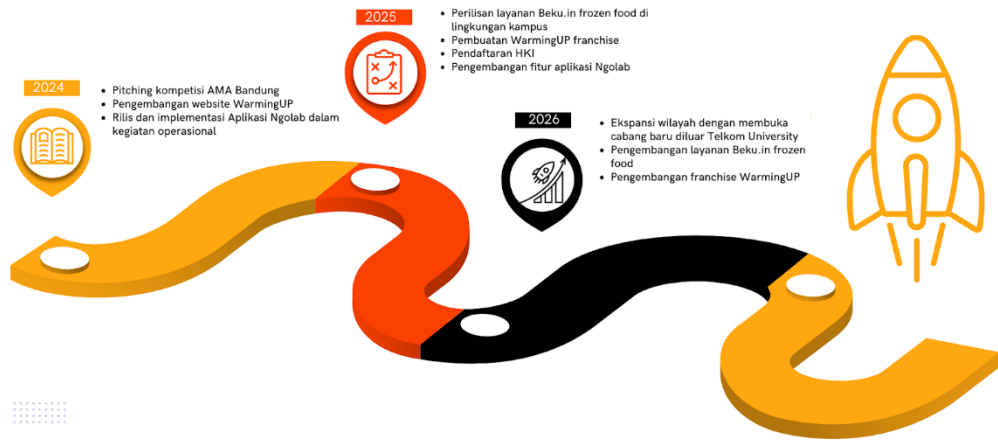 2024
• Pitching kompetisi AMA Bandung
• Pengembangan website WarmingUP
• Rilis dan implementasi Aplikasi Ngolab dalam
kegiatan operasional
2025
• Perilisan layanan Beku.in frozen food di
lingkungan kampus
• Pembuatan WarmingUP franchise
• Pendaftaran HKI
• Pengembangan fitur aplikasi Ngolab
2026
• Ekspansi wilayah dengan membuka
cabang baru diluar Telkom University
• Pengembangan layanan Beku.in frozen
food
• Pengembangan franchise WarmingUP